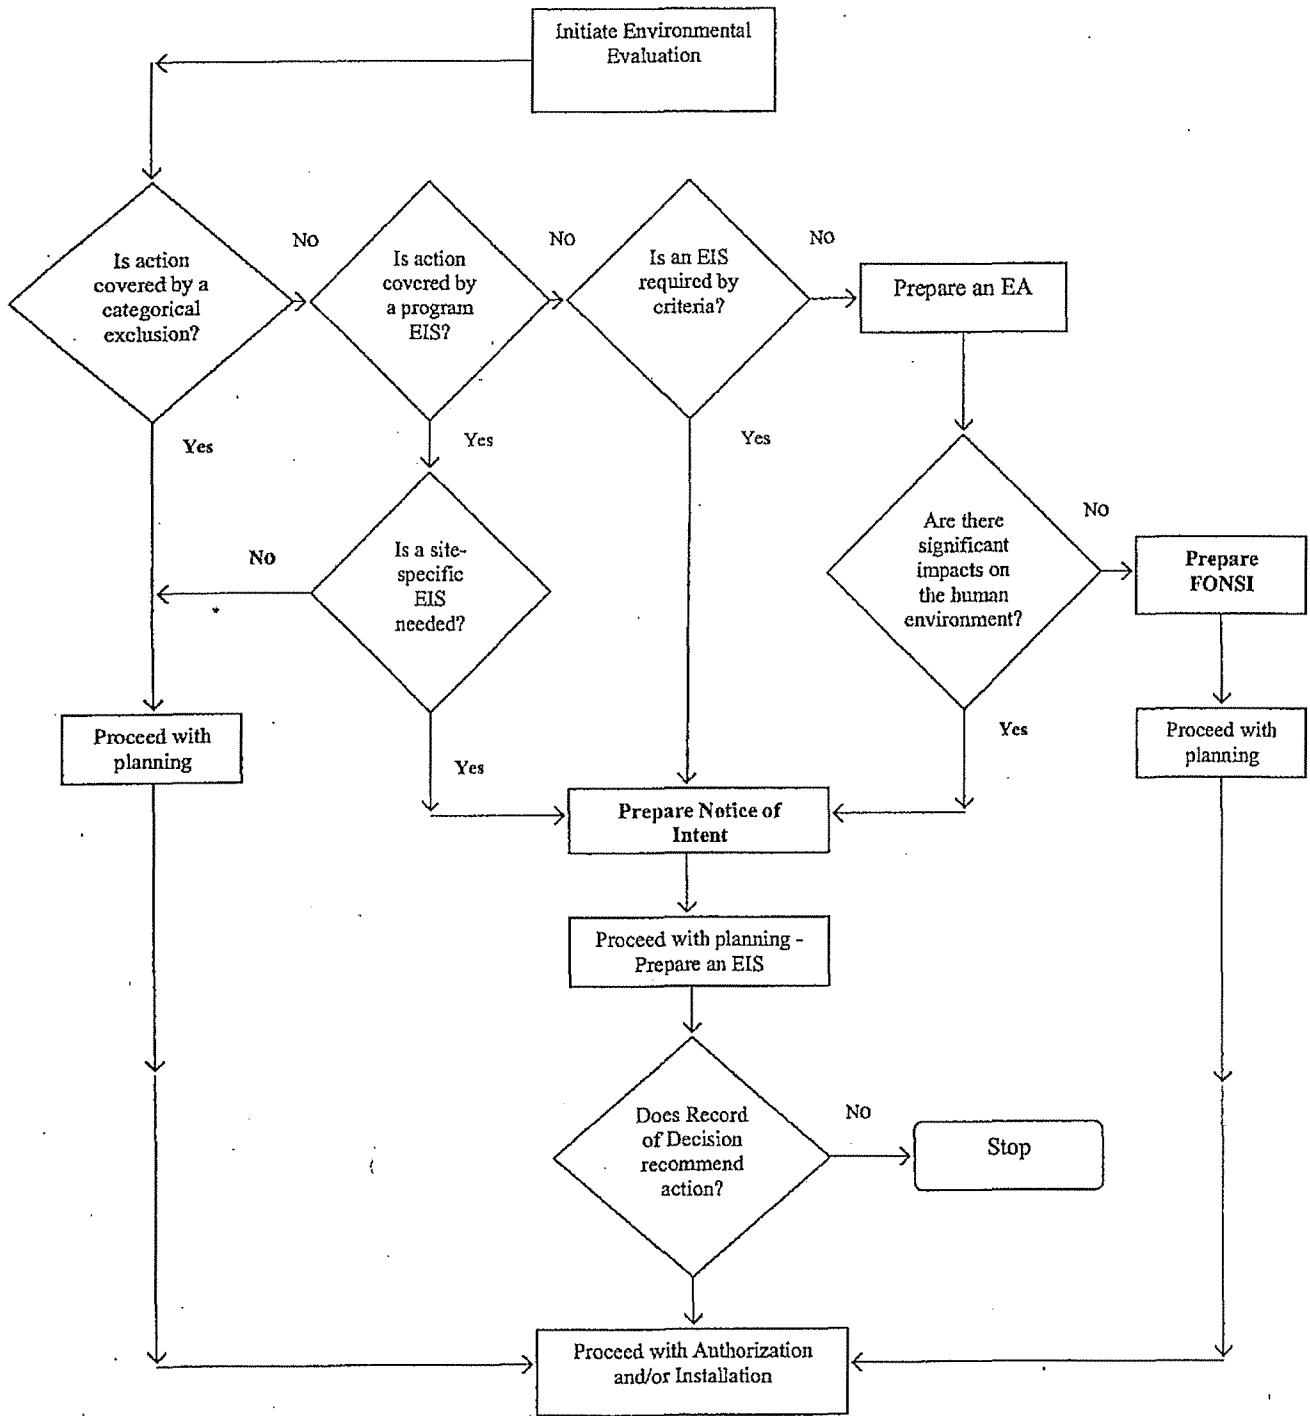 Initiate Environmental
Evaluation
Is action
covered by a
categorical
exclusion?
No
Is action
covered by
a program
EIS?
No
Is an EIS
required by
criteria?
No
Prepare an EA
Yes
Yes
Yes
Is a site-
specific
EIS
needed?
No
Are there
significant
impacts on
the human
environment?
No
Prepare
FONSI
Proceed with
planning
Yes
Yes
Proceed with
planning
Prepare Notice of
Intent
Proceed with planning -
Prepare an EIS
Does Record
of Decision
recommend
action?
No
Stop
Proceed with Authorization
and/or Installation